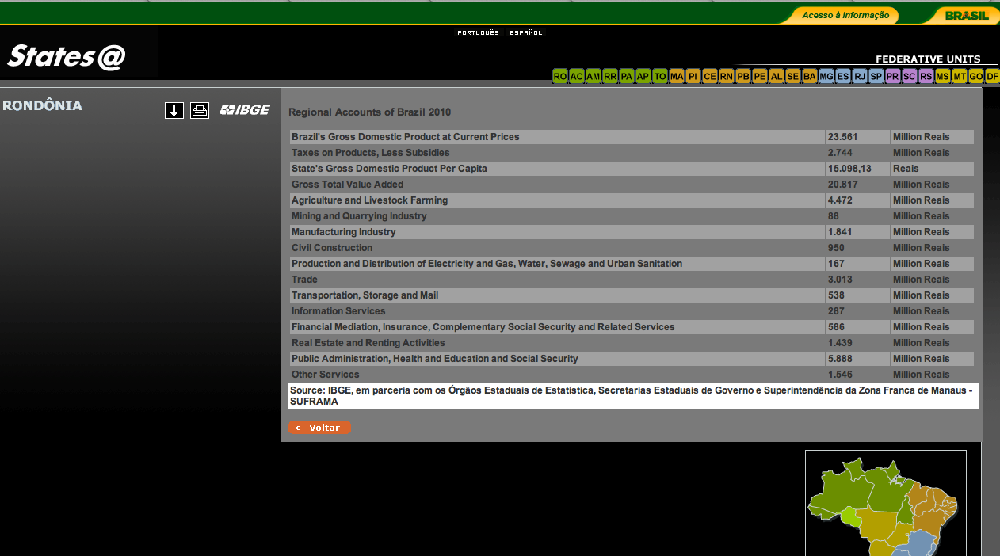 Acesso à Informação
BRASIL
PORTUGUÊS ESPAÑOL
States@
FEDERATIVE UNITS
RO AC AM RR PA AP TO MA PI CE RN PB PE AL SE BA MG ES RJ SP PR SC RS MS MT GO DF
RONDÔNIA
IBGE
Regional Accounts of Brazil 2010
Brazil's Gross Domestic Product at Current Prices 23.561 Million Reais
Taxes on Products, Less Subsidies 2.744 Million Reais
State's Gross Domestic Product Per Capita 15.098,13 Reais
Gross Total Value Added 20.817 Million Reais
Agriculture and Livestock Farming 4.472 Million Reais
Mining and Quarrying Industry 88 Million Reais
Manufacturing Industry 1.841 Million Reais
Civil Construction 950 Million Reais
Production and Distribution of Electricity and Gas, Water, Sewage and Urban Sanitation 167 Million Reais
Trade 3.013 Million Reais
Transportation, Storage and Mail 538 Million Reais
Information Services 287 Million Reais
Financial Mediation, Insurance, Complementary Social Security and Related Services 586 Million Reais
Real Estate and Renting Activities 1.439 Million Reais
Public Administration, Health and Education and Social Security 5.888 Million Reais
Other Services 1.546 Million Reais
Source: IBGE, em parceria com os Órgãos Estaduais de Estatística, Secretarias Estaduais de Governo e Superintendência da Zona Franca de Manaus -
SUFRAMA
< Voltar